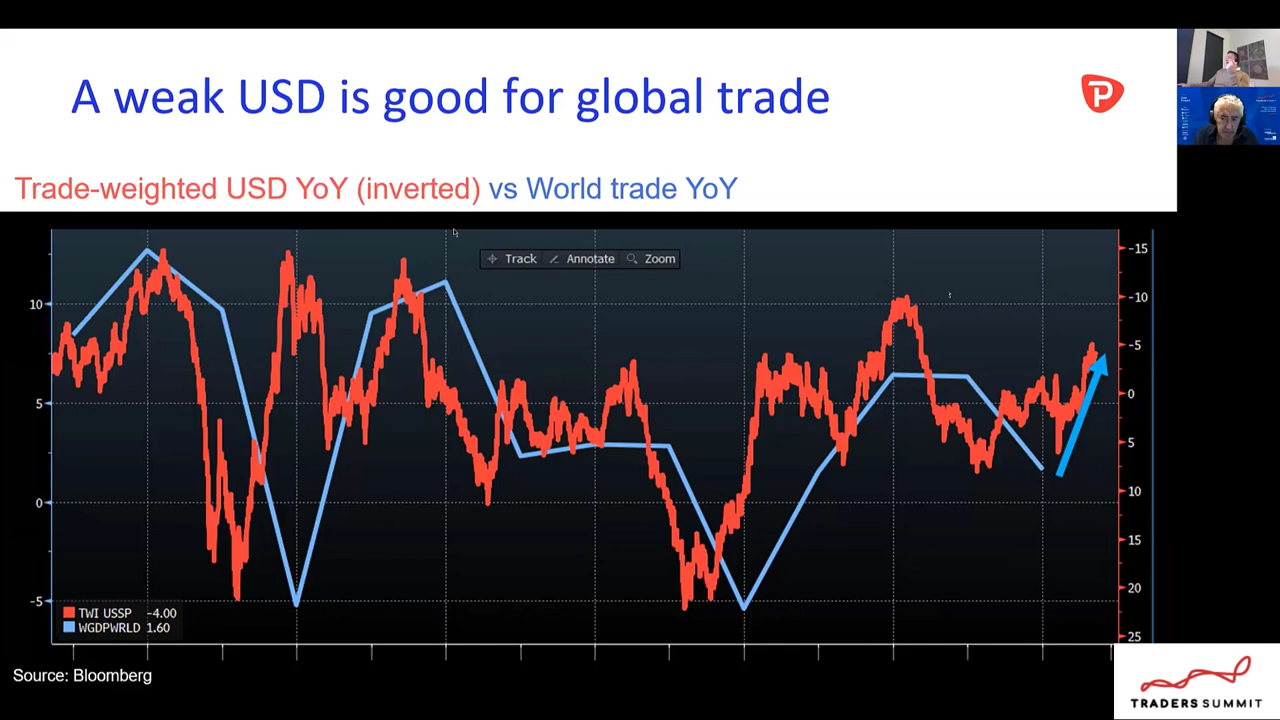 A weak USD is good for global trade
P
Trade-weighted USD YoY (inverted) vs World trade YoY
Track Annotate Zoom
10
5
0
-5
-15
-10
-5
0
5
10
15
20
25
TWI USSP -4.00
WGDPWRLD 1.60
Source: Bloomberg
TRADERS SUMMIT